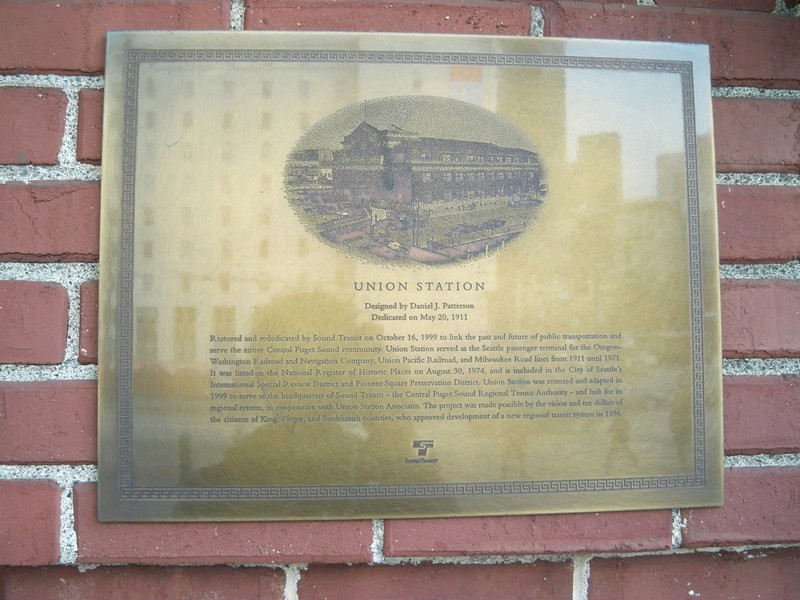 UNION STATION
Designed by Daniel J. Patterson
Dedicated on May 20, 1911
Restored and rededicated by Sound Transit on October 16, 1999 to link the past and future of public transportation and
serve the entire Central Puget Sound community. Union Station served as the Seattle passenger terminal for the Oregon-
Washington Railroad and Navigation Company, Union Pacific Railroad, and Milwaukee Road lines from 1911 until 1971.
It was listed on the National Register of Historic Places on August 30, 1974, and is included in the City of Seattle's
International Special Review District and Pioneer Square Preservation District. Union Station was restored and adapted in
1999 to serve as the headquarters of Sound Transit – the Central Puget Sound Regional Transit Authority – and hub for its
regional system, in cooperation with Union Station Associates. The project was made possible by the vision and tax dollars of
the citizens of King, Pierce, and Snohomish counties, who approved development of a new regional transit system in 1996.
SOUNDTRANSIT